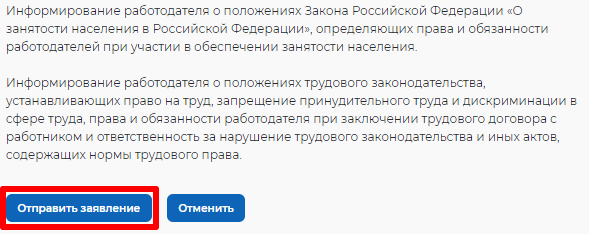 Информирование работодателя о положениях Закона Российской Федерации «О
занятости населения в Российской Федерации», определяющих права и обязанности
работодателей при участии в обеспечении занятости населения.
Информирование работодателя о положениях трудового законодательства,
устанавливающих право на труд, запрещение принудительного труда и дискриминации в
сфере труда, права и обязанности работодателя при заключении трудового договора с
работником и ответственность за нарушение трудового законодательства и иных актов,
содержащих нормы трудового права.
Отправить заявление Отменить